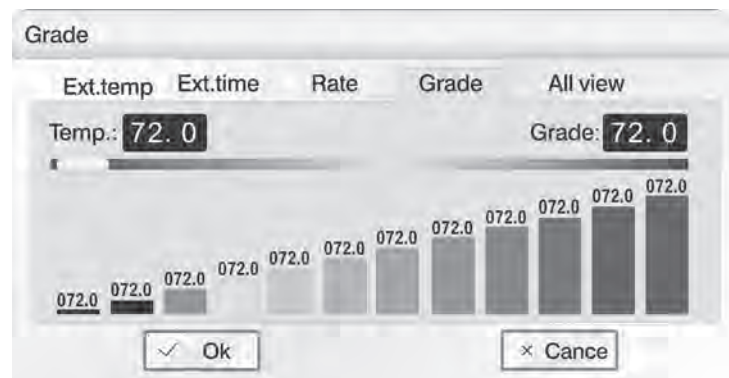 Grade
Ext.temp Ext.time Rate Grade All view
Temp.: 72. 0 Grade: 72. 0
072.0 072.0 072.0 072.0 072.0 072.0 072.0 072.0 072.0 072.0 072.0 072.0
✓ Ok × Cance